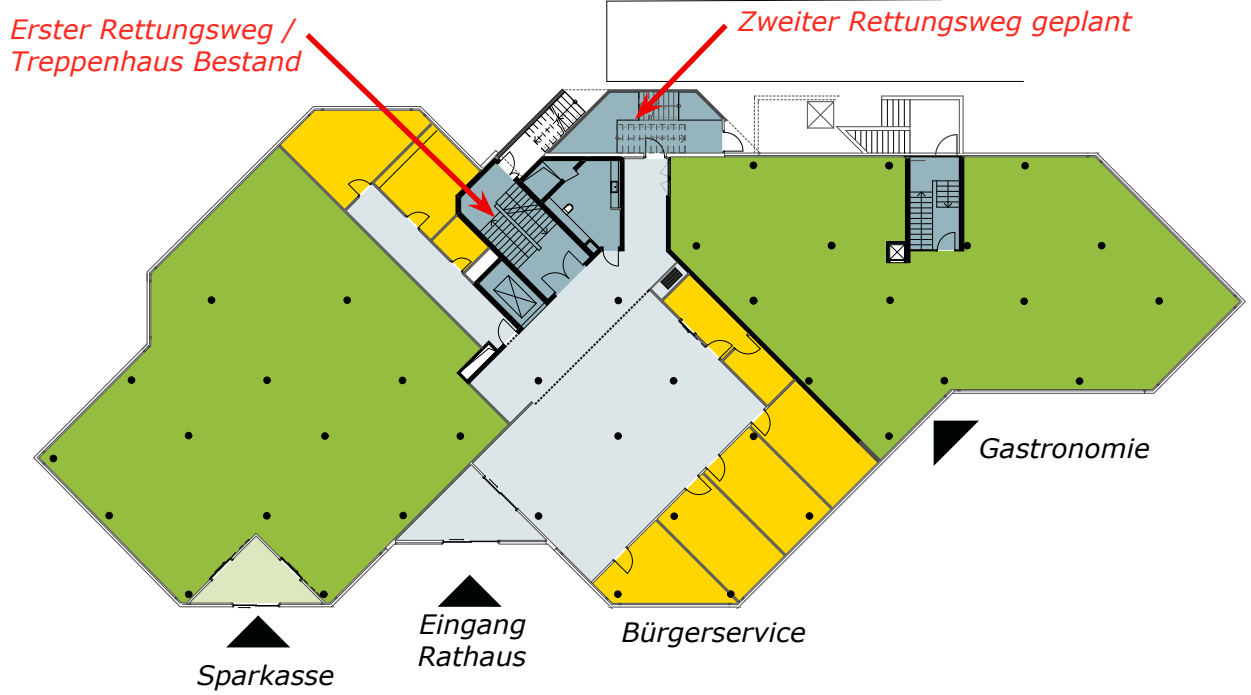 Erster Rettungsweg /
Treppenhaus Bestand
Zweiter Rettungsweg geplant
Gastronomie
Eingang
Rathaus
Bürgerservice
Sparkasse